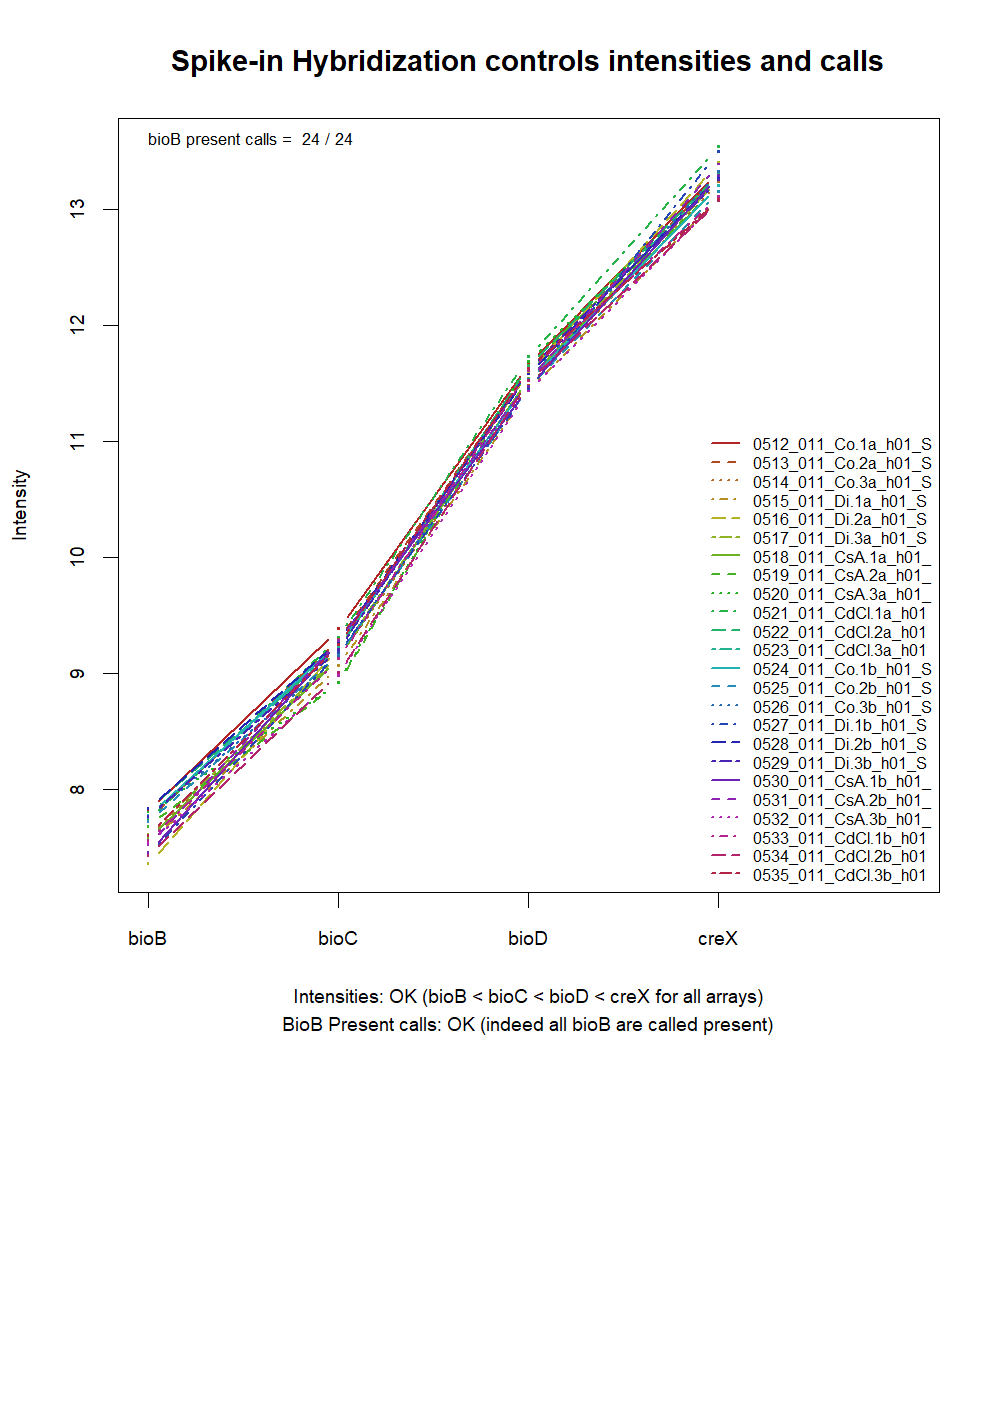 Spike-in Hybridization controls intensities and calls
bioB present calls =  24 / 24
13
12
11
10
9
8
Intensity
0512_011_Co.1a_h01_S
0513_011_Co.2a_h01_S
0514_011_Co.3a_h01_S
0515_011_Di.1a_h01_S
0516_011_Di.2a_h01_S
0517_011_Di.3a_h01_S
0518_011_CsA.1a_h01_
0519_011_CsA.2a_h01_
0520_011_CsA.3a_h01_
0521_011_CdCl.1a_h01
0522_011_CdCl.2a_h01
0523_011_CdCl.3a_h01
0524_011_Co.1b_h01_S
0525_011_Co.2b_h01_S
0526_011_Co.3b_h01_S
0527_011_Di.1b_h01_S
0528_011_Di.2b_h01_S
0529_011_Di.3b_h01_S
0530_011_CsA.1b_h01_
0531_011_CsA.2b_h01_
0532_011_CsA.3b_h01_
0533_011_CdCl.1b_h01
0534_011_CdCl.2b_h01
0535_011_CdCl.3b_h01
bioB bioC bioD creX
Intensities: OK (bioB < bioC < bioD < creX for all arrays)
BioB Present calls: OK (indeed all bioB are called present)